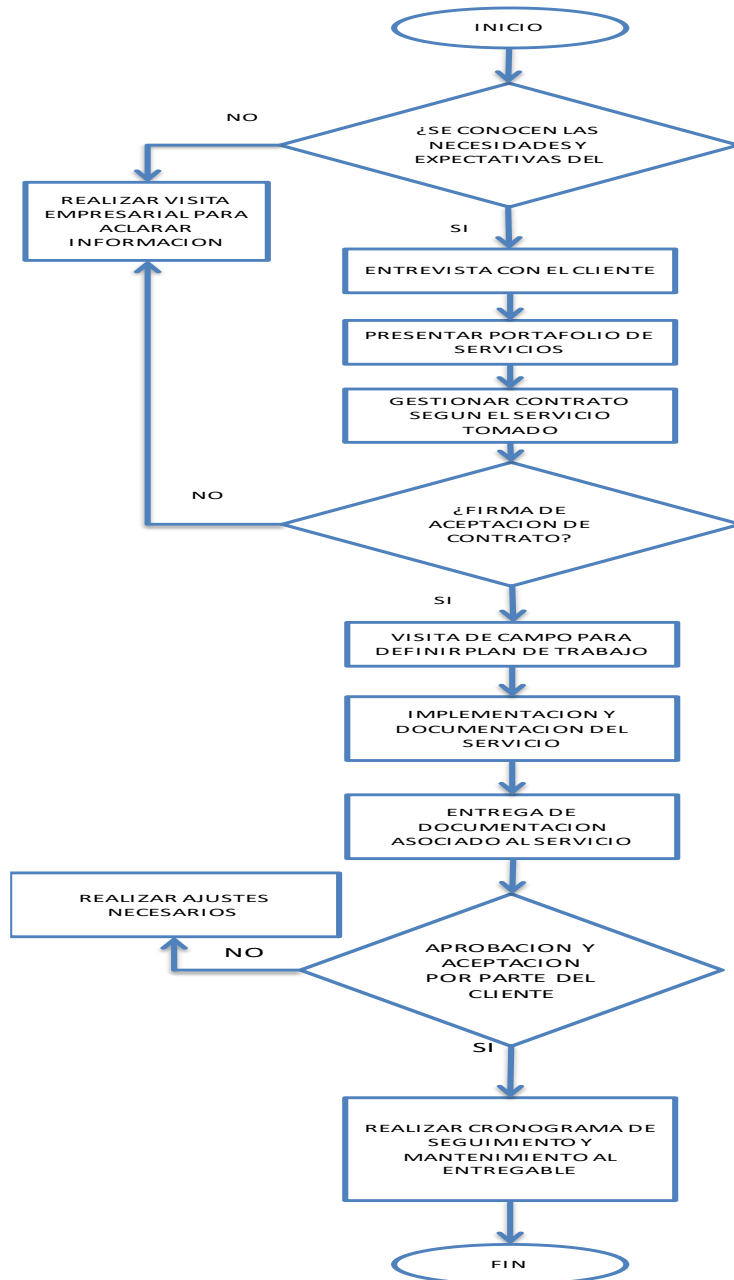 INICIO
NO
¿SE CONOCEN LAS
NECESIDADES Y
EXPECTATIVAS DEL
REALIZAR VISITA
EMPRESARIAL PARA
ACLARAR
INFORMACION
SI
ENTREVISTA CON EL CLIENTE
PRESENTAR PORTAFOLIO DE
SERVICIOS
GESTIONAR CONTRATO
SEGUN EL SERVICIO
TOMADO
NO
¿FIRMA DE
ACEPTACION DE
CONTRATO?
SI
VISITA DE CAMPO PARA
DEFINIR PLAN DE TRABAJO
IMPLEMENTACION Y
DOCUMENTACION DEL
SERVICIO
ENTREGA DE
DOCUMENTACION
ASOCIADO AL SERVICIO
REALIZAR AJUSTES
NECESARIOS
NO
APROBACION Y
ACEPTACION
POR PARTE DEL
CLIENTE
SI
REALIZAR CRONOGRAMA DE
SEGUIMIENTO Y
MANTENIMIENTO AL
ENTREGABLE
FIN